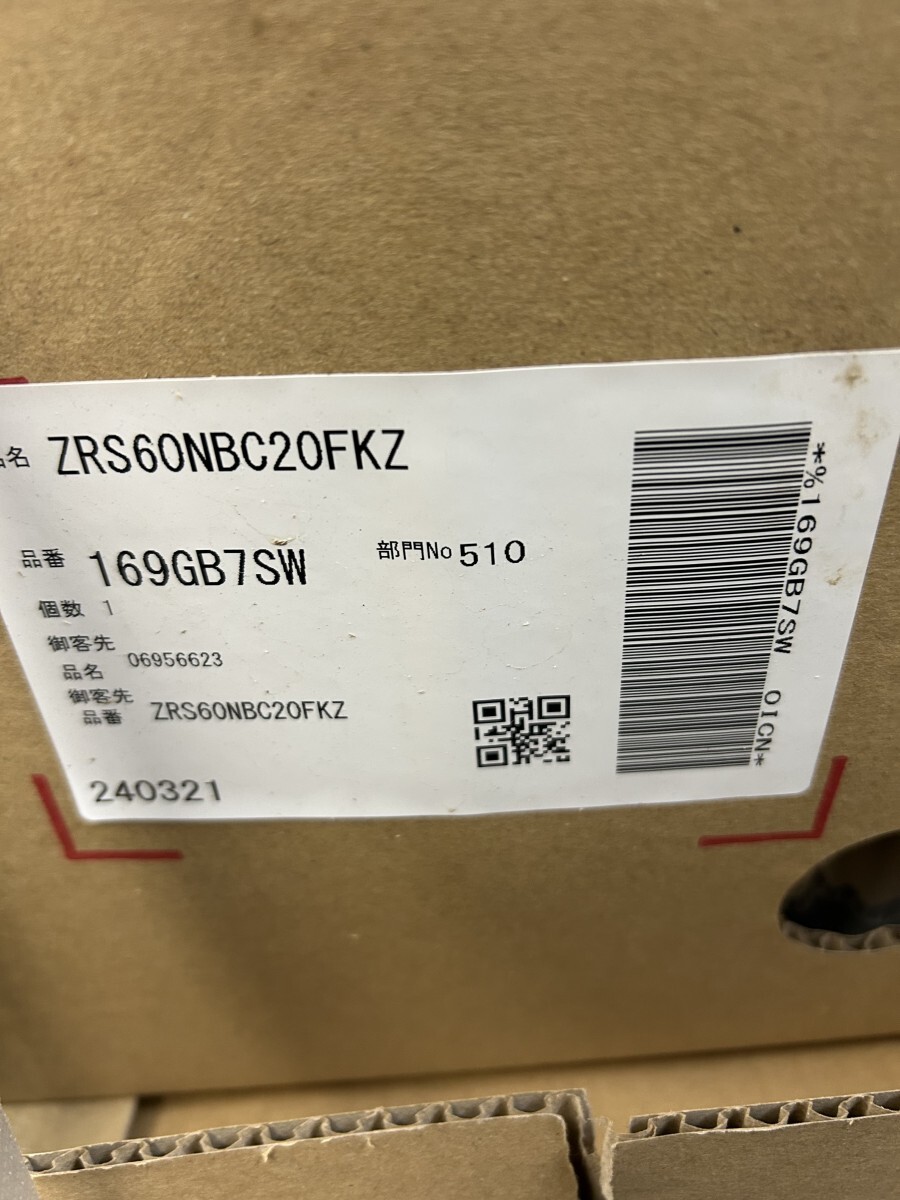 名 ZRS60NBC20FKZ
品番 169GB7SW 部門No 510
個数 1
御客先
品名 06956623
御客先
品番 ZRS60NBC20FKZ
240321
*%169GB7SW 0ICN*